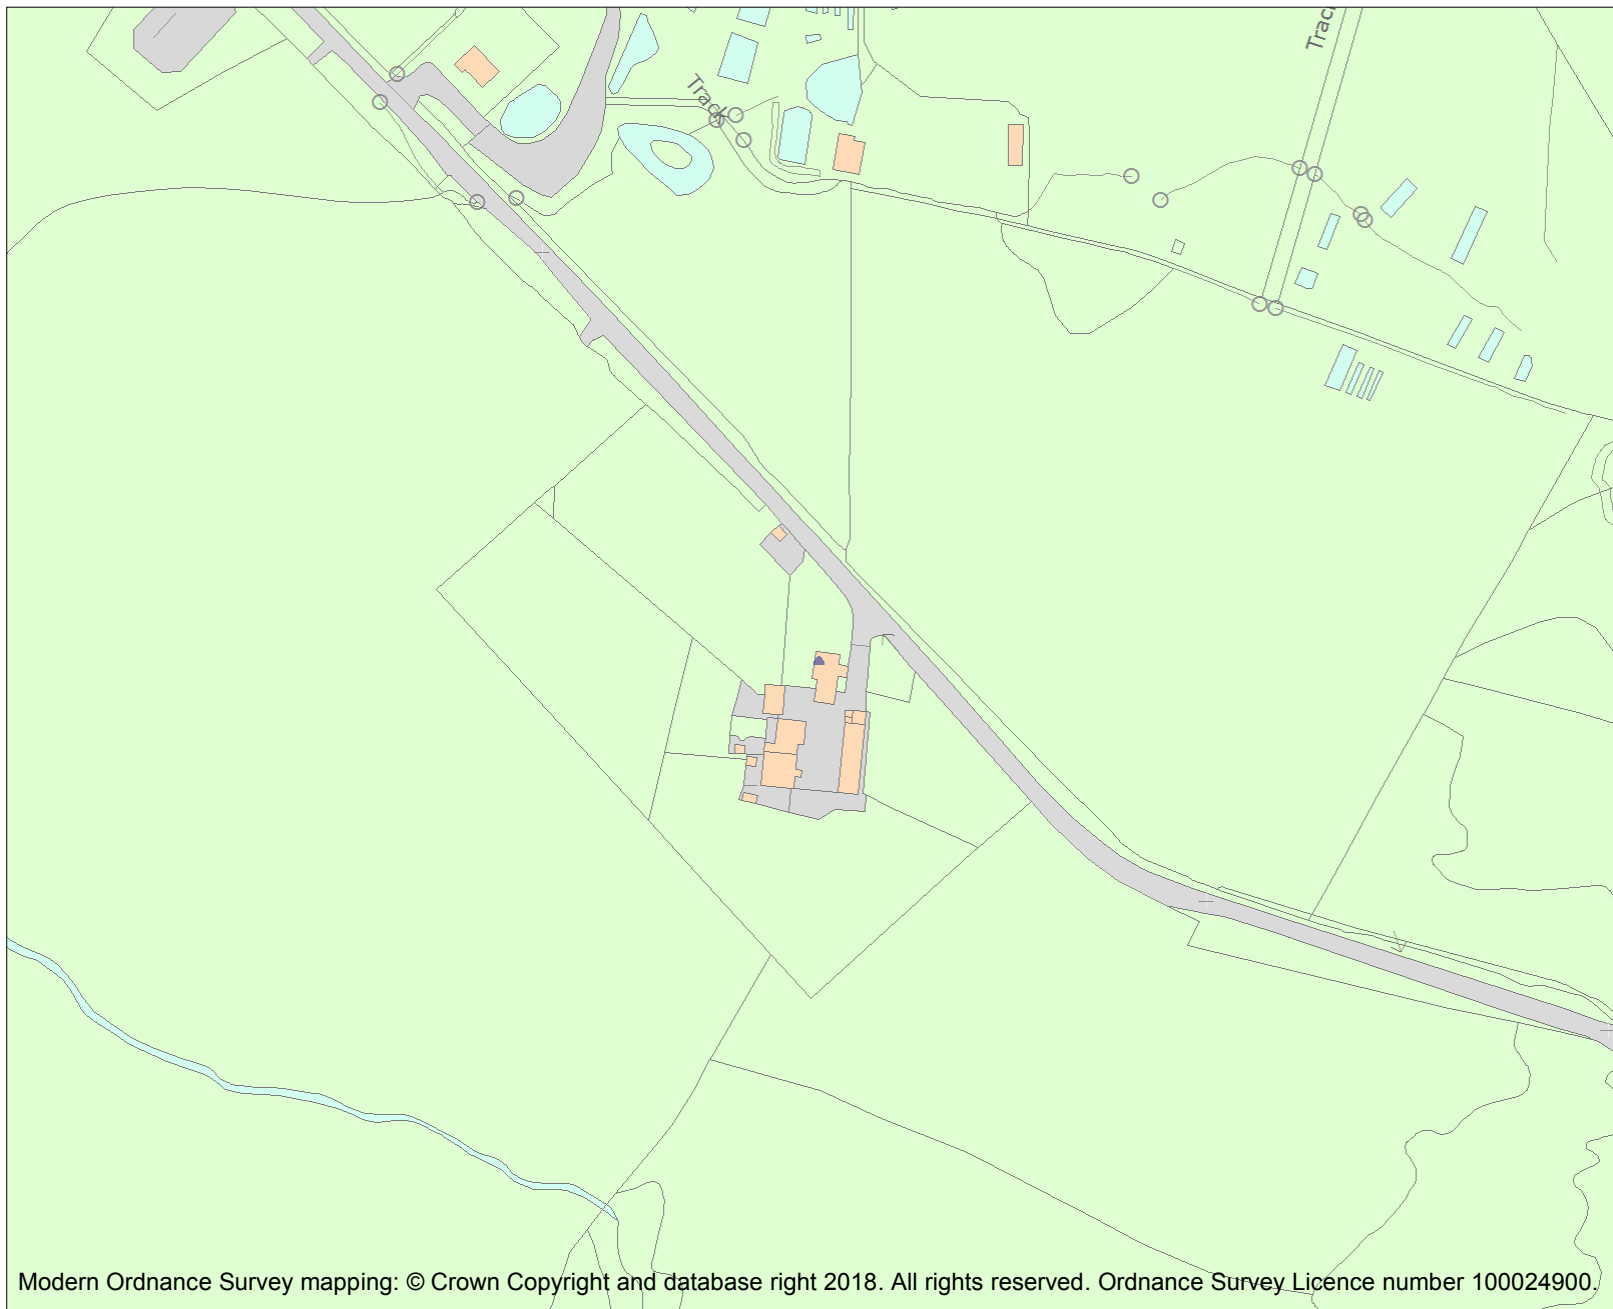 Track
Track
Modern Ordnance Survey mapping: © Crown Copyright and database right 2018. All rights reserved. Ordnance Survey Licence number 100024900.